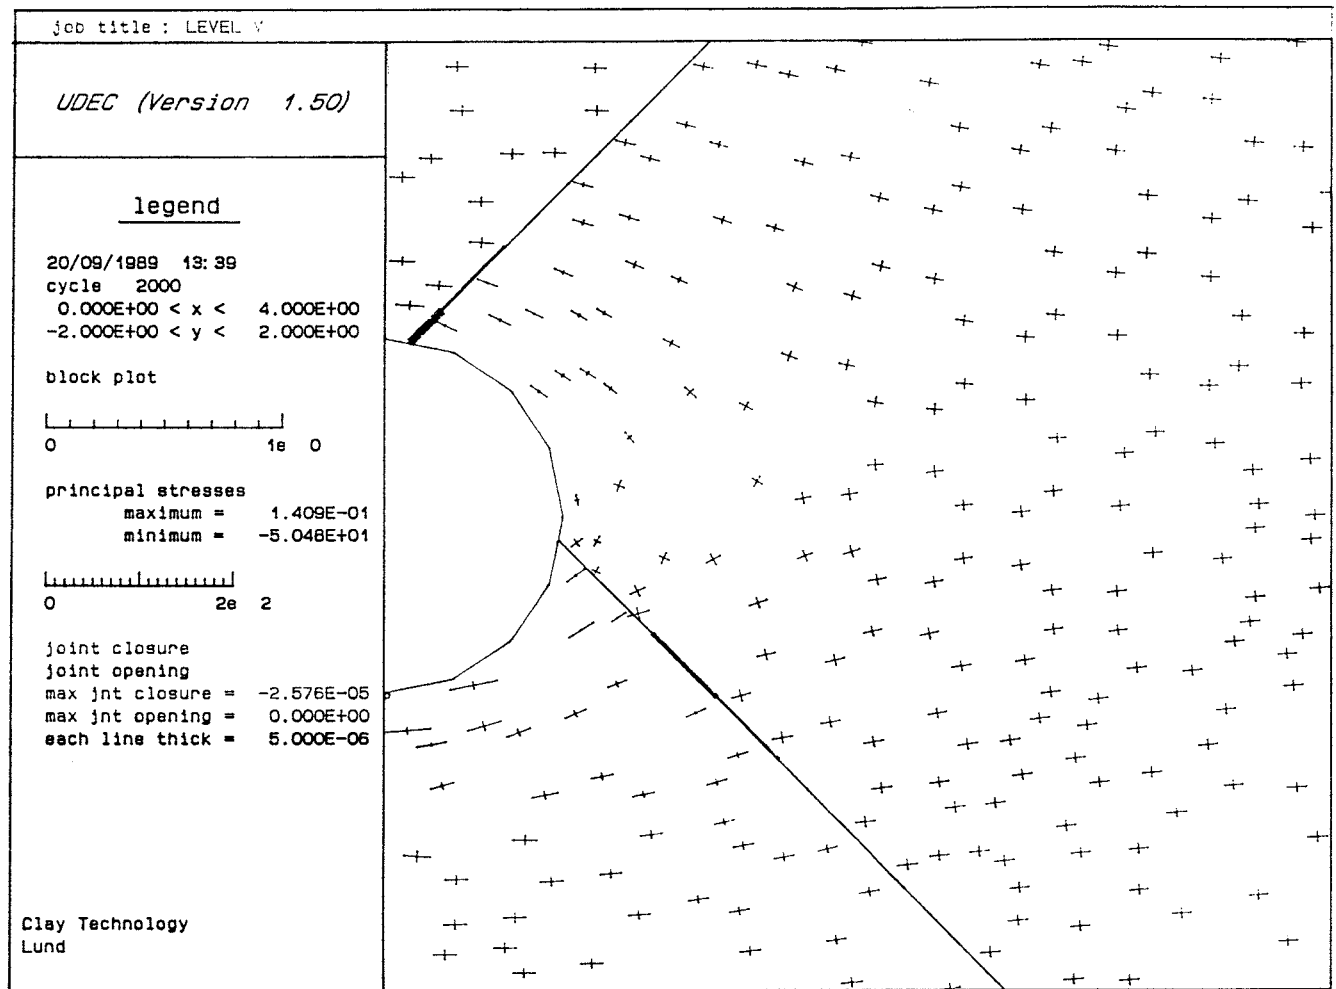 job title : LEVEL V
UDEC (Version 1.50)
legend
20/09/1989 13:39
cycle 2000
0.000E+00 < x < 4.000E+00
-2.000E+00 < y < 2.000E+00
block plot
0 1e 0
principal stresses
maximum = 1.409E-01
minimum = -5.048E+01
0 2e 2
joint closure
joint opening
max jnt closure = -2.576E-05
max jnt opening = 0.000E+00
each line thick = 5.000E-06
Clay Technology
Lund